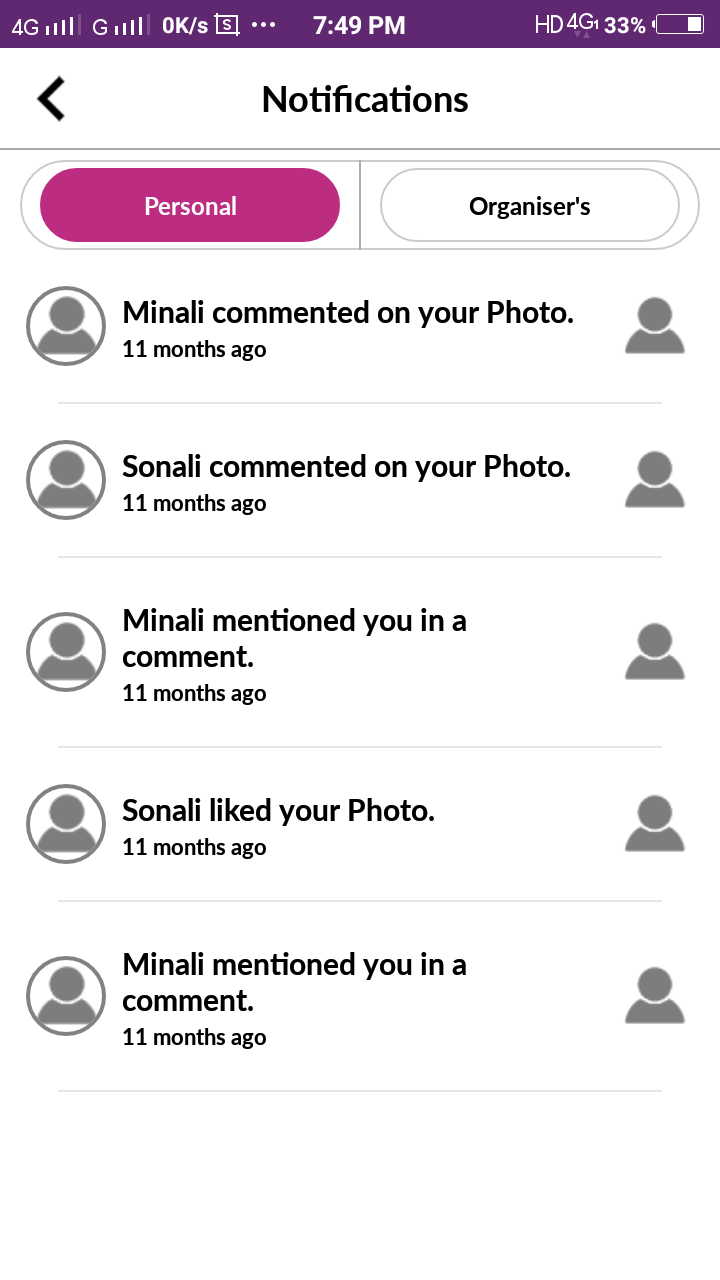 4G G 0K/s S ... 7:49 PM HD 4G1 33%
Notifications
Personal Organiser's
Minali commented on your Photo.
11 months ago
Sonali commented on your Photo.
11 months ago
Minali mentioned you in a
comment.
11 months ago
Sonali liked your Photo.
11 months ago
Minali mentioned you in a
comment.
11 months ago